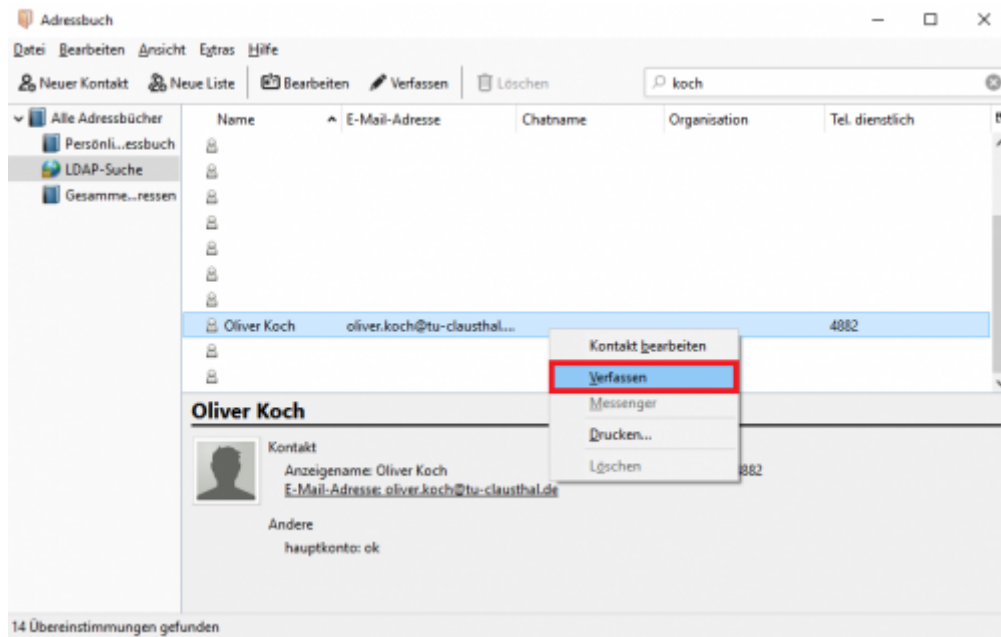 Adressbuch
Datei Bearbeiten Ansicht Extras Hilfe
Neuer Kontakt Neue Liste Bearbeiten Verfassen Löschen koch
Alle Adressbücher
Persönli...essbuch
LDAP-Suche
Gesamme...ressen
Name E-Mail-Adresse Chatname Organisation Tel. dienstlich
Oliver Koch oliver.koch@tu-clausthal.... 4882
Kontakt bearbeiten
Verfassen
Messenger
Drucken...
Löschen
Oliver Koch
Kontakt
Anzeigename: Oliver Koch 882
E-Mail-Adresse: oliver.koch@tu-clausthal.de
Andere
hauptkonto: ok
14 Übereinstimmungen gefunden